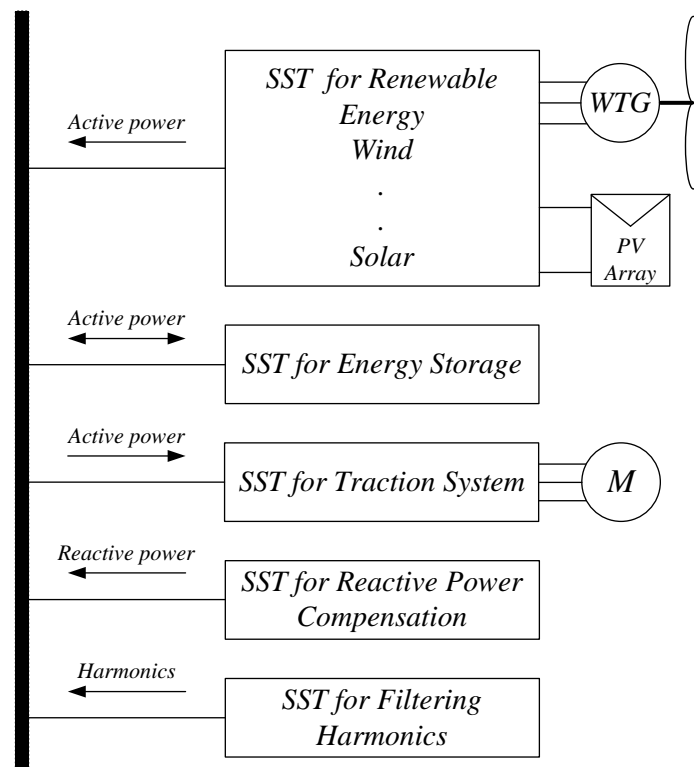 SST for Renewable
Energy
Wind
.
.
Solar
WTG
PV
Array
Active power
Active power
SST for Energy Storage
Active power
SST for Traction System
M
Reactive power
SST for Reactive Power
Compensation
Harmonics
SST for Filtering
Harmonics